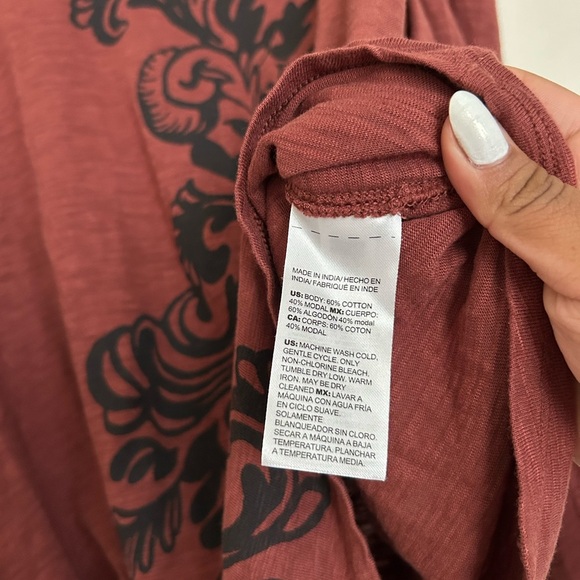 MADE IN INDIA/ HECHO EN
INDIA/ FABRIQUÉ EN INDE
US: BODY: 60% COTTON
40% MODAL MX: CUERPO:
60% ALGODÓN 40% modal
CA: CORPS: 60% COTON
40% MODAL
US: MACHINE WASH COLD,
GENTLE CYCLE. ONLY
NON-CHLORINE BLEACH.
TUMBLE DRY LOW. WARM
IRON. MAY BE DRY
CLEANED MX: LAVAR A
MÁQUINA CON AGUA FRÍA
EN CICLO SUAVE.
SOLAMENTE
BLANQUEADOR SIN CLORO.
SECAR A MÁQUINA A BAJA
TEMPERATURA. PLANCHAR
A TEMPERATURA MEDIA.